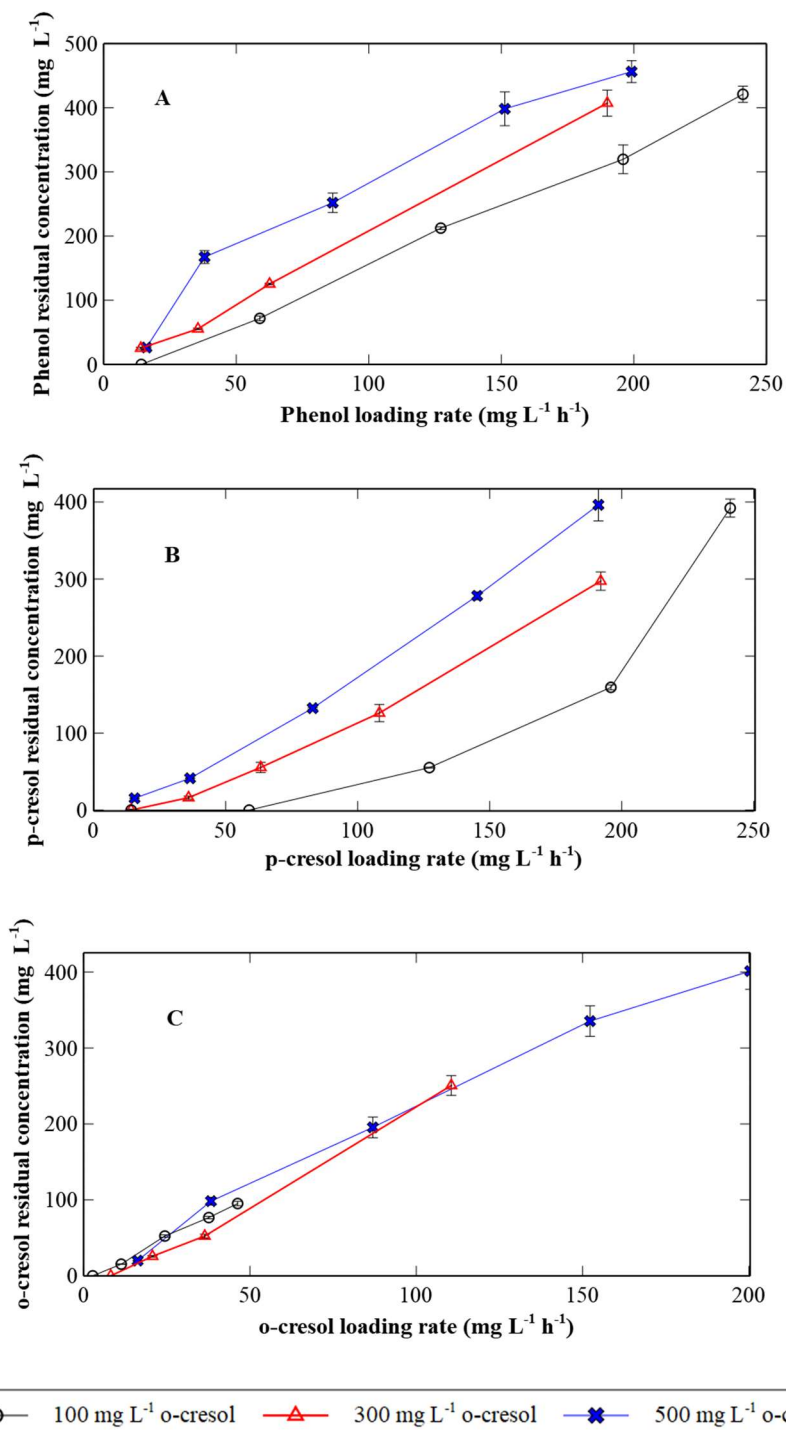 500
400
300
200
100
0
A
Phenol residual concentration (mg L⁻¹)
0 50 100 150 200 250
Phenol loading rate (mg L⁻¹ h⁻¹)
400
300
200
100
0
B
p-cresol residual concentration (mg L⁻¹)
0 50 100 150 200 250
p-cresol loading rate (mg L⁻¹ h⁻¹)
400
300
200
100
0
C
o-cresol residual concentration (mg L⁻¹)
0 50 100 150 200
o-cresol loading rate (mg L⁻¹ h⁻¹)
100 mg L⁻¹ o-cresol 300 mg L⁻¹ o-cresol 500 mg L⁻¹